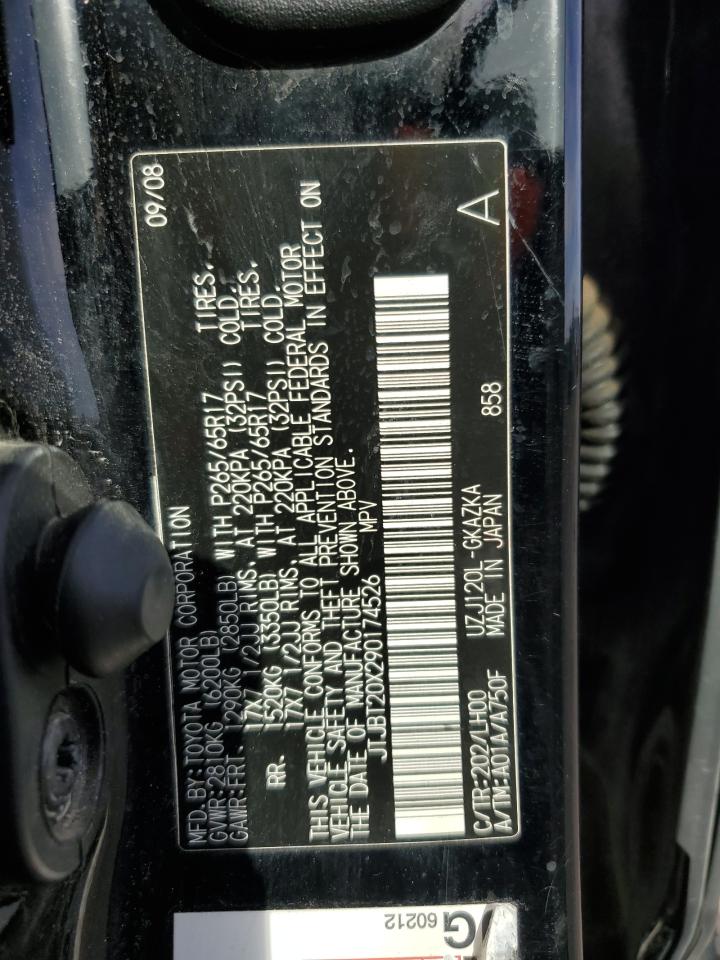 MFD. BY: TOYOTA MOTOR CORPORATION 09/08
GVWR: 2810KG (6200LB)
GAWR: FRT. 1290KG (2850LB) WITH P265/65R17 TIRES.
17X7 1/2JJ RIMS. AT 220KPA (32PSI) COLD.
RR. 1520KG (3350LB) WITH P265/65R17 TIRES.
17X7 1/2JJ RIMS. AT 220KPA (32PSI) COLD.
THIS VEHICLE CONFORMS TO ALL APPLICABLE FEDERAL MOTOR
VEHICLE SAFETY AND THEFT PREVENTION STANDARDS IN EFFECT ON
THE DATE OF MANUFACTURE SHOWN ABOVE.
JTJBT20X290174526 MPV
C/TR: 202/LH00 UZJ120L-GKAZKA
A/TM: A01A/A750F MADE IN JAPAN 858 A
60212